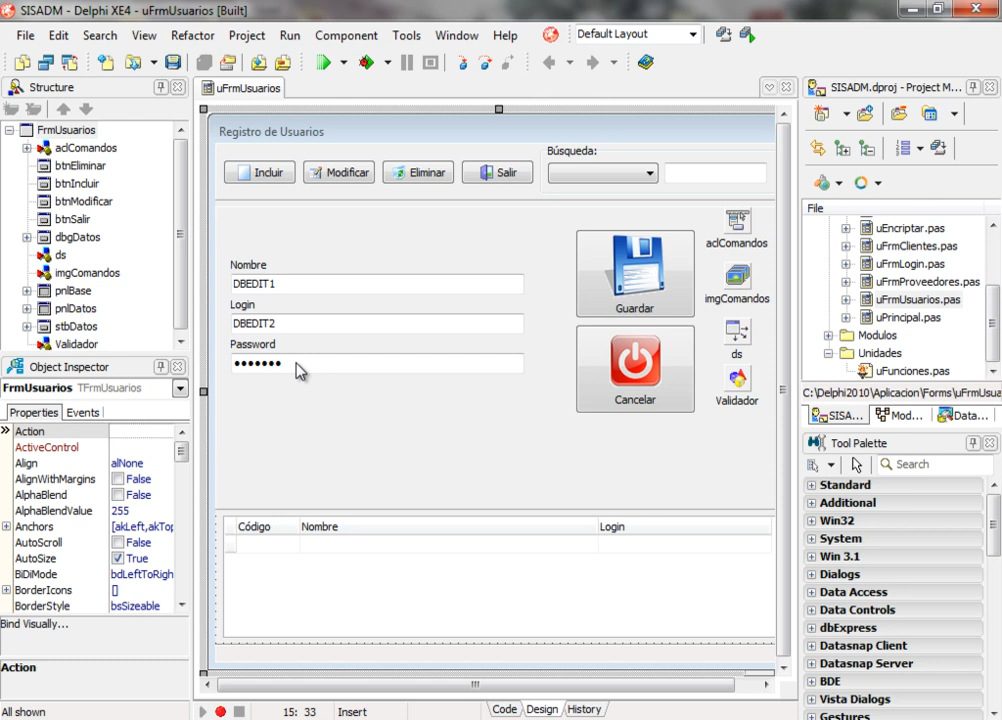 SISADM - Delphi XE4 - uFrmUsuarios [Built]
File Edit Search View Refactor Project Run Component Tools Window Help Default Layout
Structure
FrmUsuarios
aclComandos
btnEliminar
btnIncluir
btnModificar
btnSalir
dbgDatos
ds
imgComandos
pnlBase
pnlDatos
stbDatos
Validador
Object Inspector
FrmUsuarios TFrmUsuarios
Properties Events
Action
ActiveControl
Align alNone
AlignWithMargins False
AlphaBlend False
AlphaBlendValue 255
Anchors [akLeft,akTop
AutoScroll False
AutoSize True
BiDiMode bdLeftToRigh
BorderIcons []
BorderStyle bsSizeable
Bind Visually...
Action
All shown
uFrmUsuarios
Registro de Usuarios
Incluir Modificar Eliminar Salir
Búsqueda:
Nombre
DBEDIT1
Login
DBEDIT2
Password
Guardar
Cancelar
aclComandos
imgComandos
ds
Validador
Código Nombre Login
15: 33 Insert Code Design History
SISADM.dproj - Project M...
File
uEncriptar.pas
uFrmClientes.pas
uFrmLogin.pas
uFrmProveedores.pas
uFrmUsuarios.pas
uPrincipal.pas
Modulos
Unidades
uFunciones.pas
C:\Delphi2010\Aplicacion\Forms\uFrmUsua
SISA... Mod... Data...
Tool Palette
Search
Standard
Additional
Win32
System
Win 3.1
Dialogs
Data Access
Data Controls
dbExpress
Datasnap Client
Datasnap Server
BDE
Vista Dialogs
Gestures